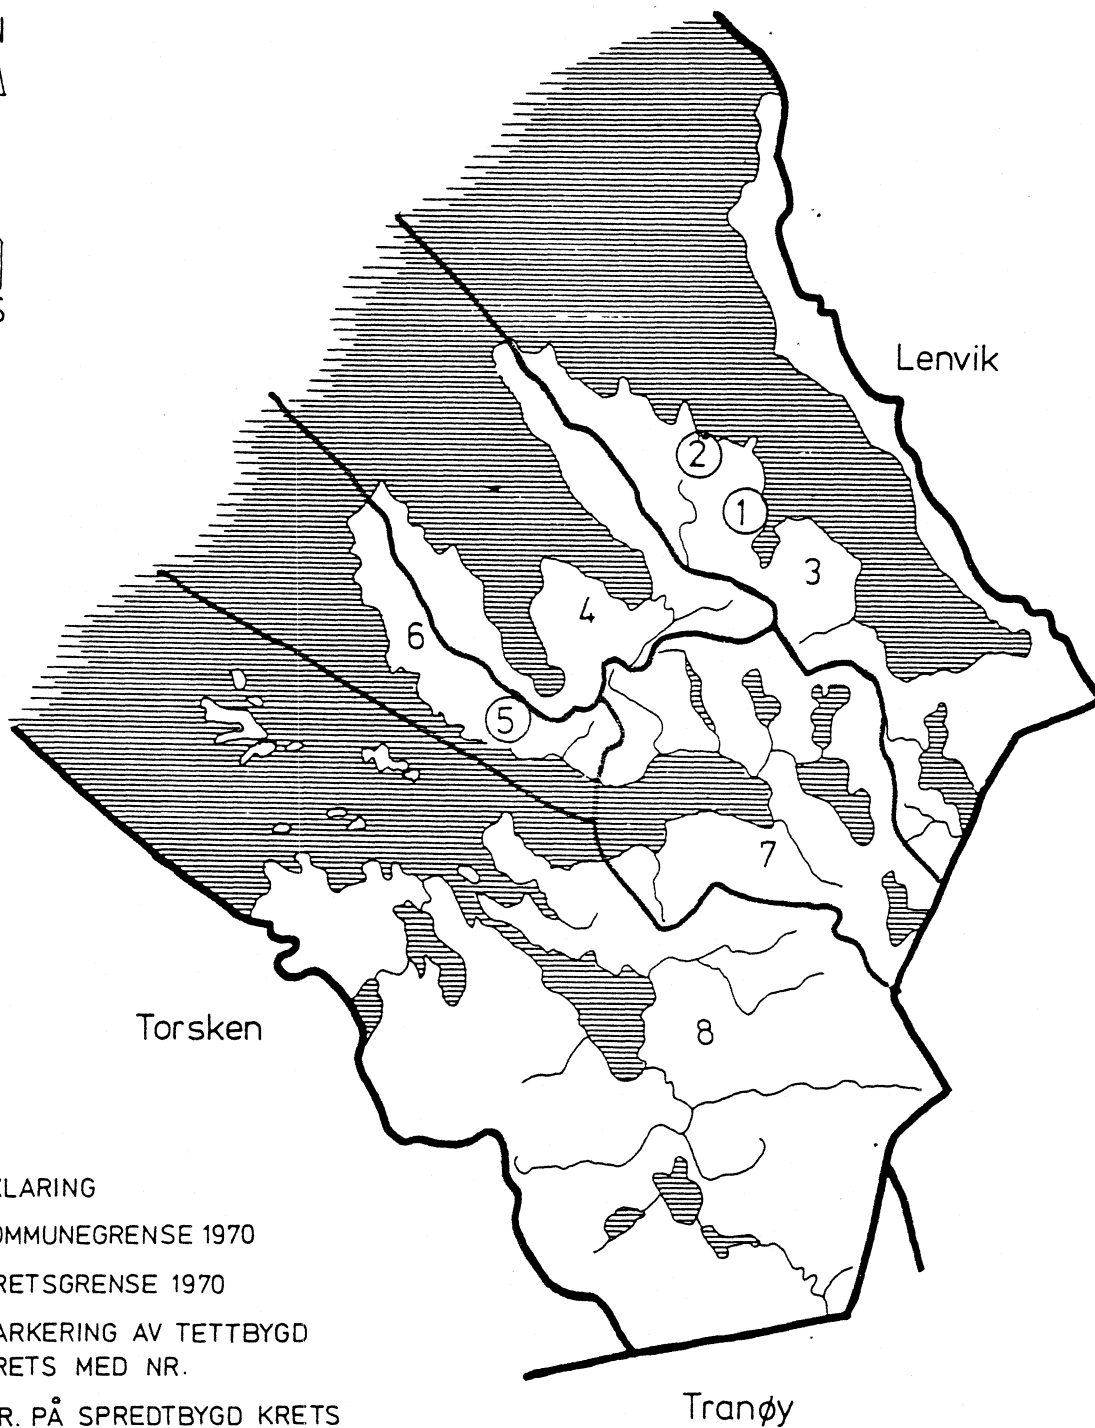 Lenvik
2
1
3
4
6
5
7
8
Torsken
KLARING
OMMUNEGRENSE 1970
RETSGRENSE 1970
ARKERING AV TETTBYGD
RETS MED NR.
R. PÅ SPREDTBYGD KRETS
Tranøy